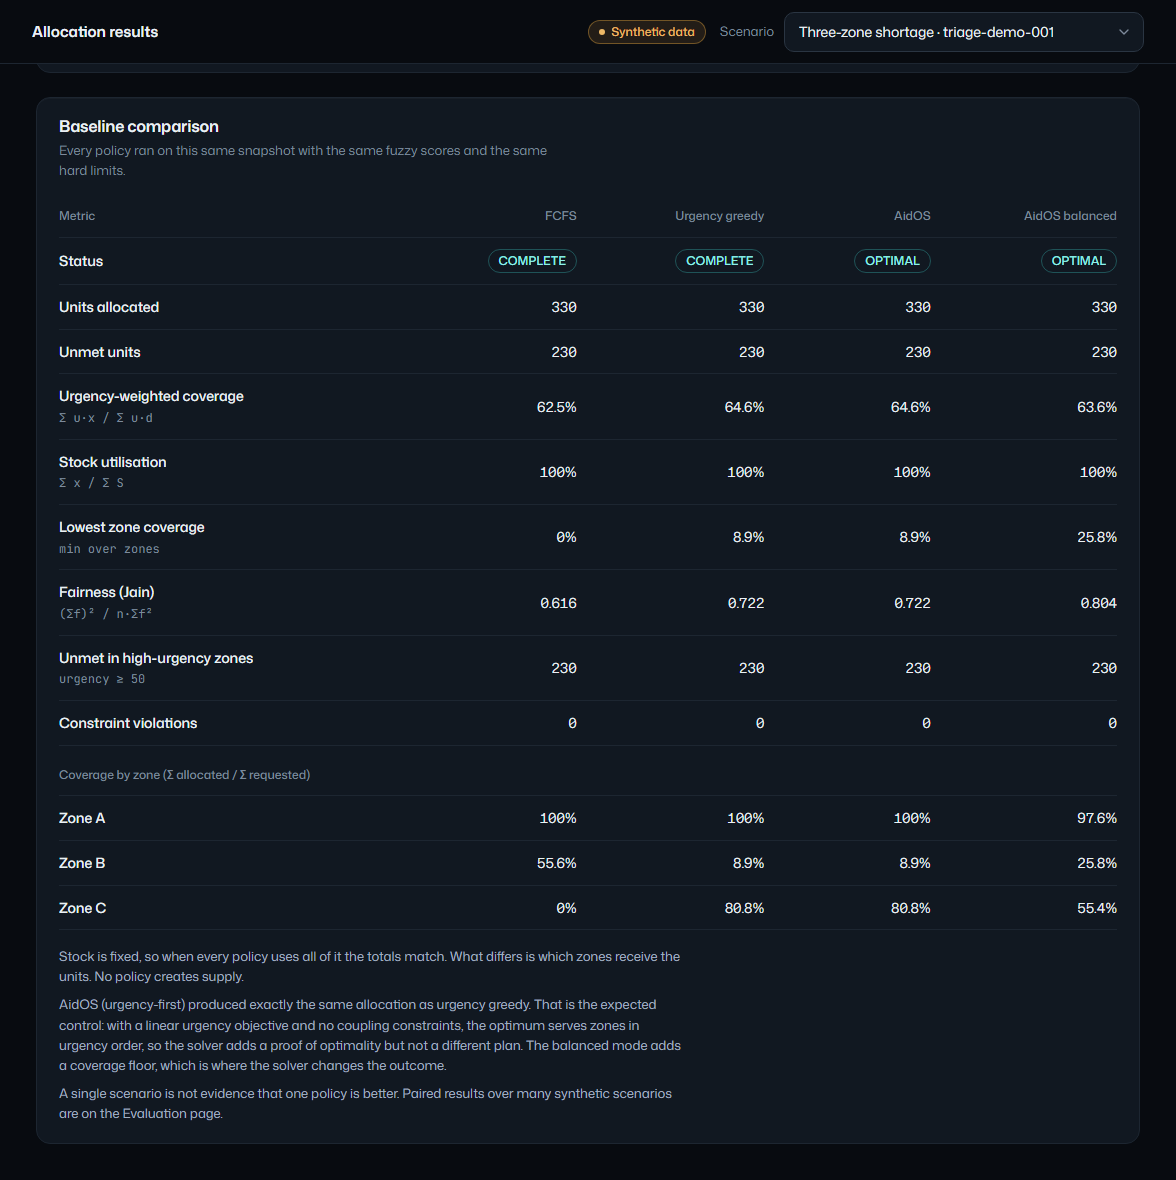 Allocation results
Synthetic data
Scenario
Three-zone shortage · triage-demo-001
Baseline comparison
Every policy ran on this same snapshot with the same fuzzy scores and the same
hard limits.
Metric FCFS Urgency greedy AidOS AidOS balanced
Status COMPLETE COMPLETE OPTIMAL OPTIMAL
Units allocated 330 330 330 330
Unmet units 230 230 230 230
Urgency-weighted coverage 62.5% 64.6% 64.6% 63.6%
Σ u·x / Σ u·d
Stock utilisation 100% 100% 100% 100%
Σ x / Σ S
Lowest zone coverage 0% 8.9% 8.9% 25.8%
min over zones
Fairness (Jain) 0.616 0.722 0.722 0.804
(Σf)² / n·Σf²
Unmet in high-urgency zones 230 230 230 230
urgency ≥ 50
Constraint violations 0 0 0 0
Coverage by zone (Σ allocated / Σ requested)
Zone A 100% 100% 100% 97.6%
Zone B 55.6% 8.9% 8.9% 25.8%
Zone C 0% 80.8% 80.8% 55.4%
Stock is fixed, so when every policy uses all of it the totals match. What differs is which zones receive the
units. No policy creates supply.
AidOS (urgency-first) produced exactly the same allocation as urgency greedy. That is the expected
control: with a linear urgency objective and no coupling constraints, the optimum serves zones in
urgency order, so the solver adds a proof of optimality but not a different plan. The balanced mode adds
a coverage floor, which is where the solver changes the outcome.
A single scenario is not evidence that one policy is better. Paired results over many synthetic scenarios
are on the Evaluation page.